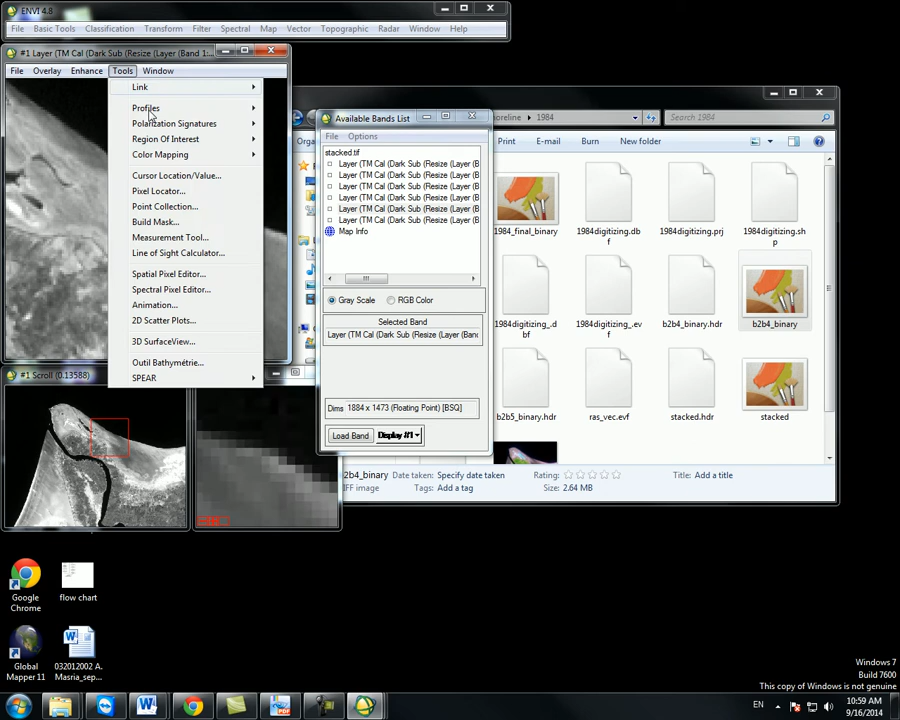 ENVI 4.8
File Basic Tools Classification Transform Filter Spectral Map Vector Topographic Radar Window Help
#1 Layer (TM Cal (Dark Sub (Resize (Layer (Band 1:...
File Overlay Enhance Tools Window
Link
Profiles
Polarization Signatures
Region Of Interest
Color Mapping
Cursor Location/Value...
Pixel Locator...
Point Collection...
Build Mask...
Measurement Tool...
Line of Sight Calculator...
Spatial Pixel Editor...
Spectral Pixel Editor...
Animation...
2D Scatter Plots...
3D SurfaceView...
Outil Bathymétrie...
SPEAR
#1 Scroll (0.13588)
Available Bands List
File Options
stacked.tif
Layer (TM Cal (Dark Sub (Resize (Layer (B
Layer (TM Cal (Dark Sub (Resize (Layer (B
Layer (TM Cal (Dark Sub (Resize (Layer (B
Layer (TM Cal (Dark Sub (Resize (Layer (B
Layer (TM Cal (Dark Sub (Resize (Layer (B
Layer (TM Cal (Dark Sub (Resize (Layer (B
Map Info
Gray Scale RGB Color
Selected Band
Layer (TM Cal (Dark Sub (Resize (Layer (Band
Dims 1884 x 1473 (Floating Point) [BSQ]
Load Band Display #1
oreline 1984 Search 1984
Orga Print E-mail Burn New folder
1984_final_binary
1984digitizing.dbf
1984digitizing.prj
1984digitizing.shp
1984digitizing_.dbf
1984digitizing_.evf
b2b4_binary.hdr
b2b4_binary
b2b5_binary.hdr
ras_vec.evf
stacked.hdr
stacked
b2b4_binary Date taken: Specify date taken Rating: Title: Add a title
IFF image Tags: Add a tag Size: 2.64 MB
Google Chrome
flow chart
Global Mapper 11
032012002 A. Masria_sep...
Windows 7
Build 7600
This copy of Windows is not genuine
EN
10:59 AM
9/16/2014